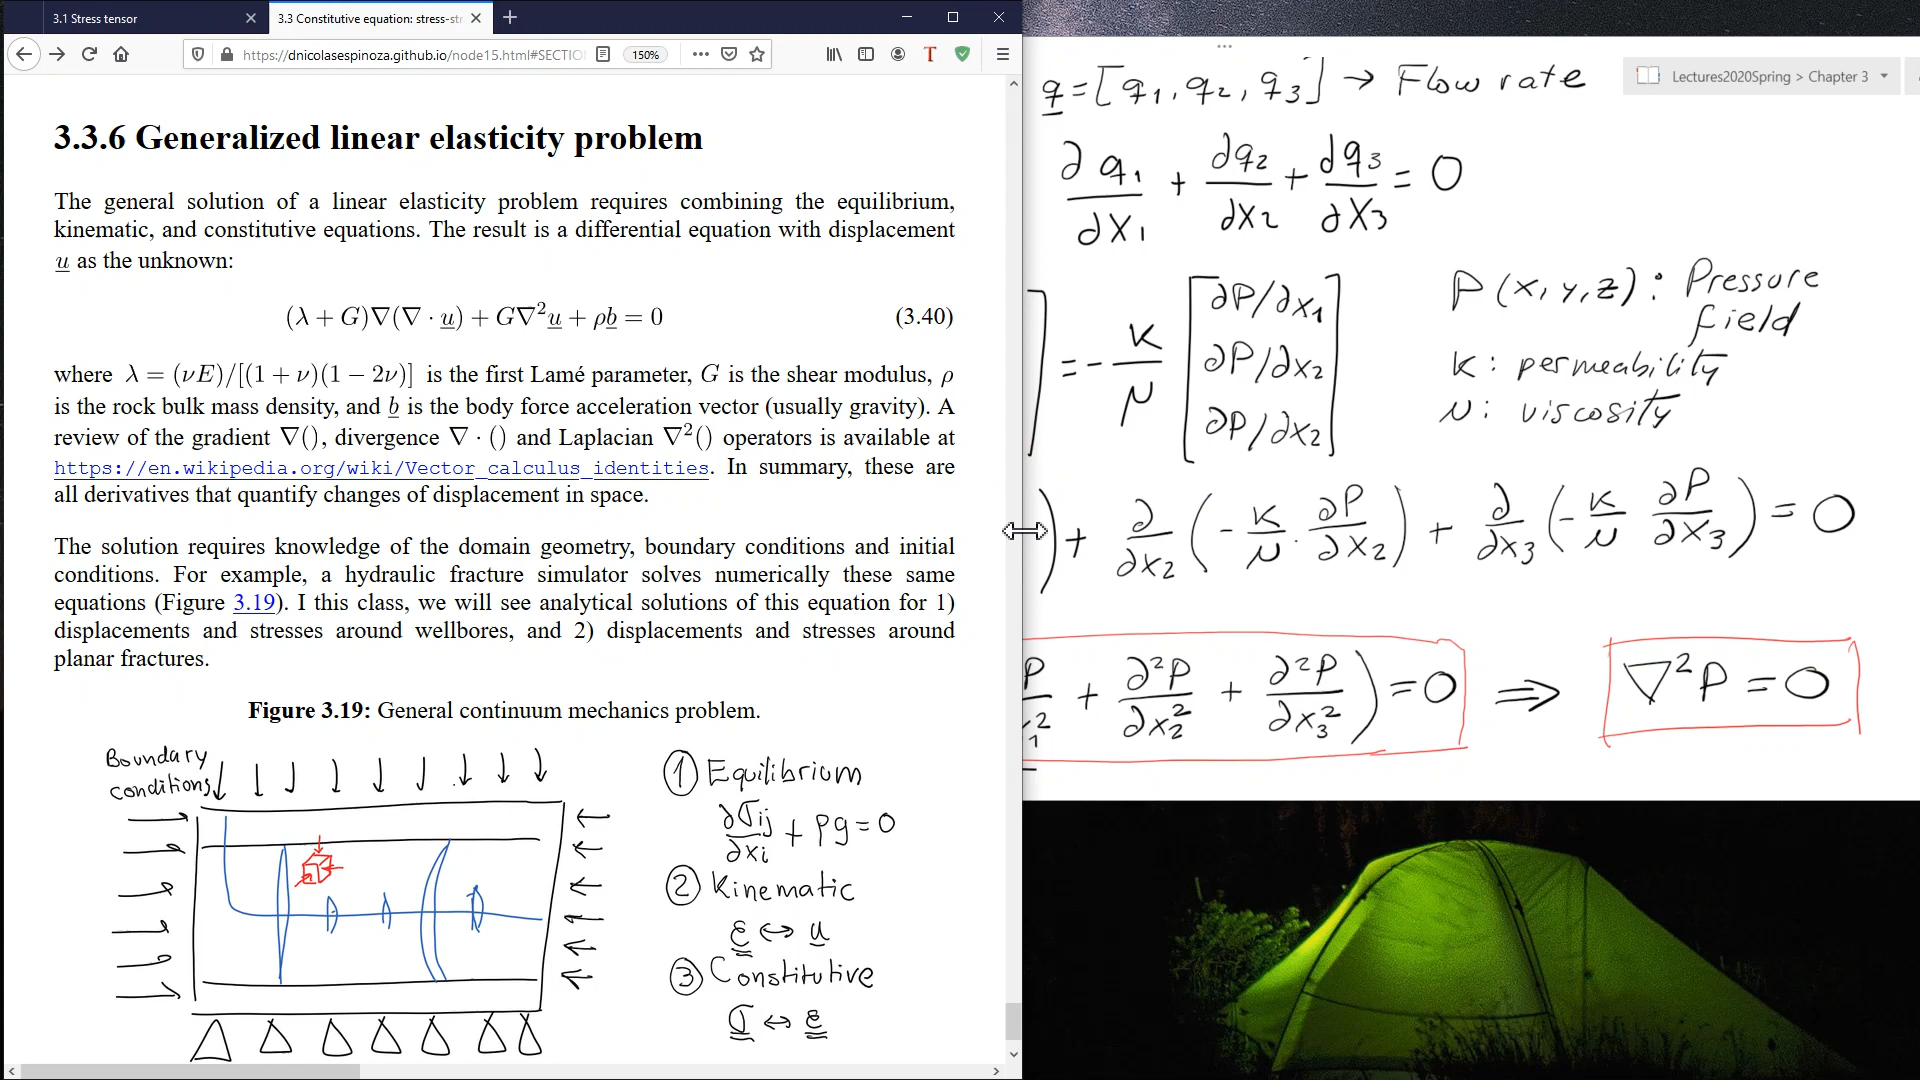 3.1 Stress tensor
3.3 Constitutive equation: stress-str
https://dnicolasespinoza.github.io/node15.html#SECTIO
150%
3.3.6 Generalized linear elasticity problem
The general solution of a linear elasticity problem requires combining the equilibrium,
kinematic, and constitutive equations. The result is a differential equation with displacement
u as the unknown:
(λ + G)∇(∇ · u) + G∇²u + ρb = 0 (3.40)
where λ = (νE)/[(1 + ν)(1 − 2ν)] is the first Lamé parameter, G is the shear modulus, ρ
is the rock bulk mass density, and b is the body force acceleration vector (usually gravity). A
review of the gradient ∇(), divergence ∇ · () and Laplacian ∇²() operators is available at
https://en.wikipedia.org/wiki/Vector_calculus_identities. In summary, these are
all derivatives that quantify changes of displacement in space.
The solution requires knowledge of the domain geometry, boundary conditions and initial
conditions. For example, a hydraulic fracture simulator solves numerically these same
equations (Figure 3.19). I this class, we will see analytical solutions of this equation for 1)
displacements and stresses around wellbores, and 2) displacements and stresses around
planar fractures.
Figure 3.19: General continuum mechanics problem.
Boundary
conditions
① Equilibrium
∂σij/∂xi + ρg = 0
② Kinematic
ε ↔ u
③ Constitutive
σ ↔ ε
Lectures2020Spring > Chapter 3
q = [q1, q2, q3] → Flow rate
∂q1/∂x1 + ∂q2/∂x2 + ∂q3/∂x3 = 0
] = - K/μ [∂P/∂x1
∂P/∂x2
∂P/∂x2]
P(x,y,z): Pressure
field
K: permeability
μ: viscosity
) + ∂/∂x2 (- K/μ · ∂P/∂x2) + ∂/∂x3 (- K/μ ∂P/∂x3) = 0
+ ∂²P/∂x2² + ∂²P/∂x3²) = 0 ⇒ ∇²P = 0